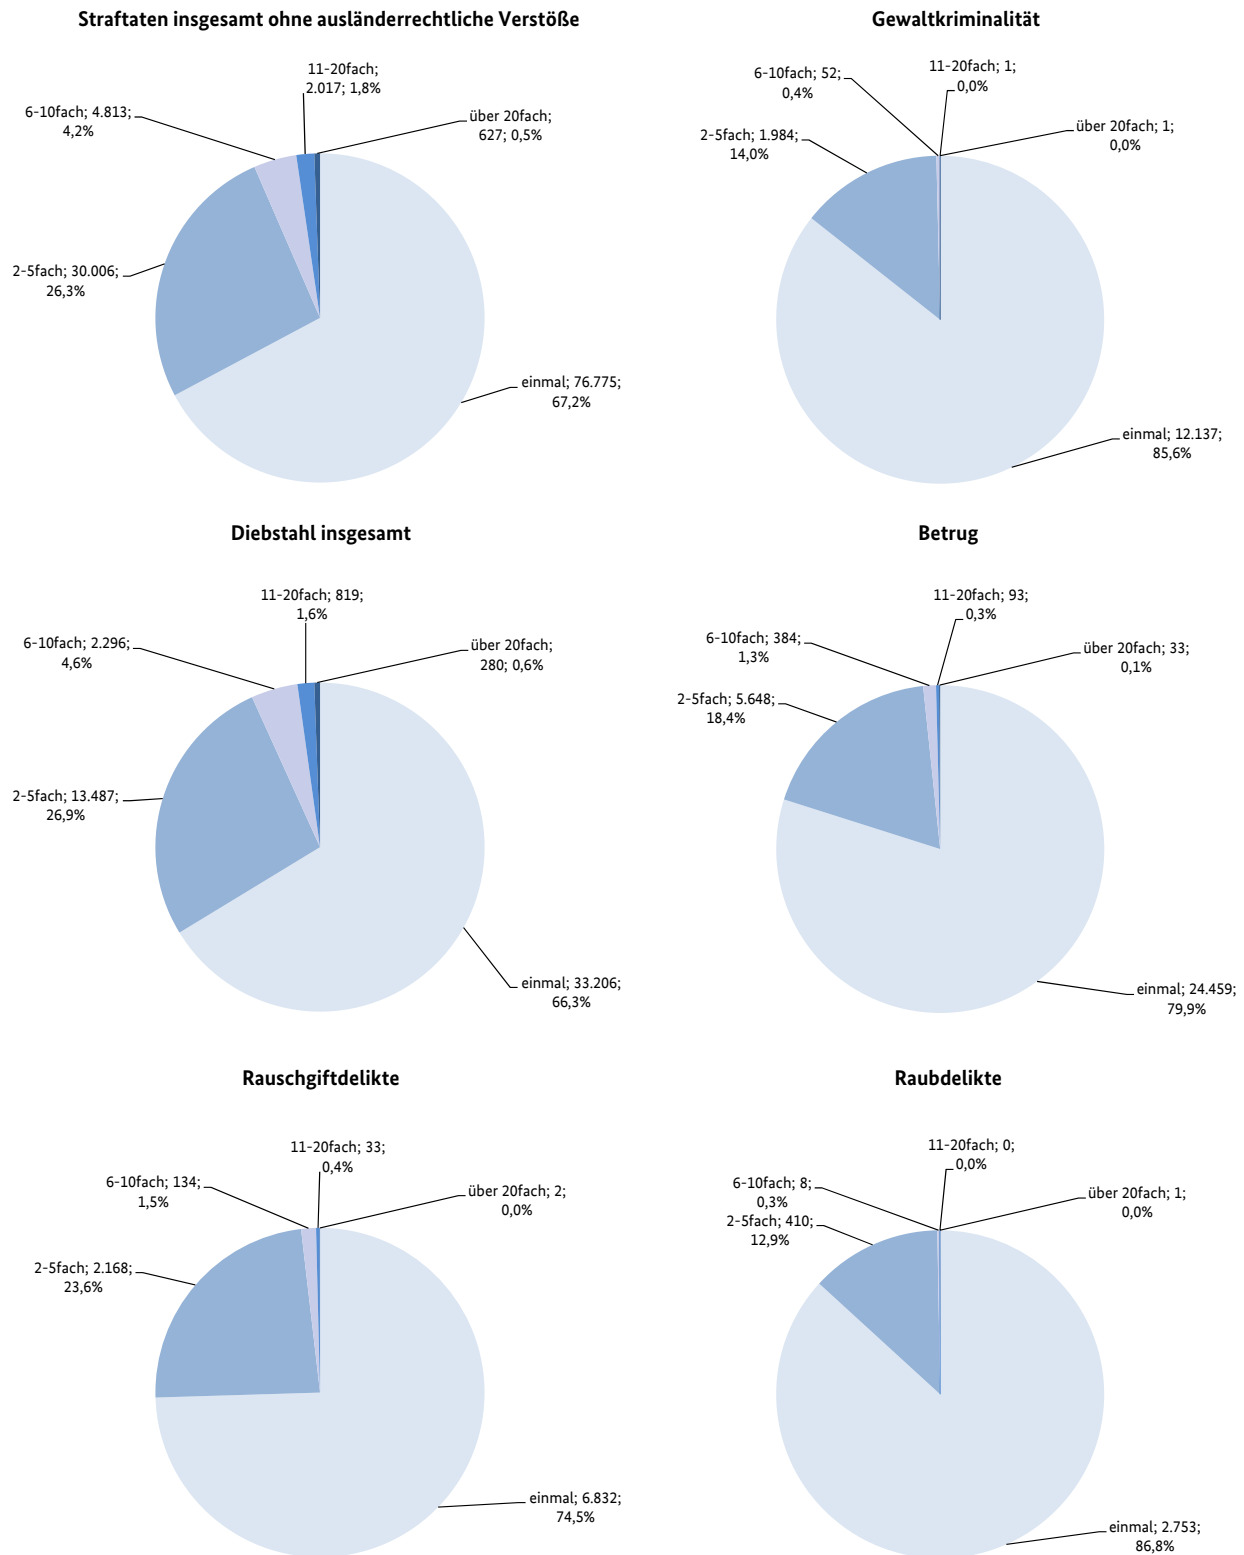 Straftaten insgesamt ohne ausländerrechtliche Verstöße
11-20fach;
2.017; 1,8%
6-10fach; 4.813;
4,2%
über 20fach;
627; 0,5%
2-5fach; 30.006;
26,3%
einmal; 76.775;
67,2%
Gewaltkriminalität
11-20fach; 1;
0,0%
6-10fach; 52;
0,4%
über 20fach; 1;
0,0%
2-5fach; 1.984;
14,0%
einmal; 12.137;
85,6%
Diebstahl insgesamt
11-20fach; 819;
1,6%
6-10fach; 2.296;
4,6%
über 20fach;
280; 0,6%
2-5fach; 13.487;
26,9%
einmal; 33.206;
66,3%
Betrug
11-20fach; 93;
0,3%
6-10fach; 384;
1,3%
über 20fach; 33;
0,1%
2-5fach; 5.648;
18,4%
einmal; 24.459;
79,9%
Rauschgiftdelikte
11-20fach; 33;
0,4%
6-10fach; 134;
1,5%
über 20fach; 2;
0,0%
2-5fach; 2.168;
23,6%
einmal; 6.832;
74,5%
Raubdelikte
11-20fach; 0;
0,0%
6-10fach; 8;
0,3%
über 20fach; 1;
0,0%
2-5fach; 410;
12,9%
einmal; 2.753;
86,8%